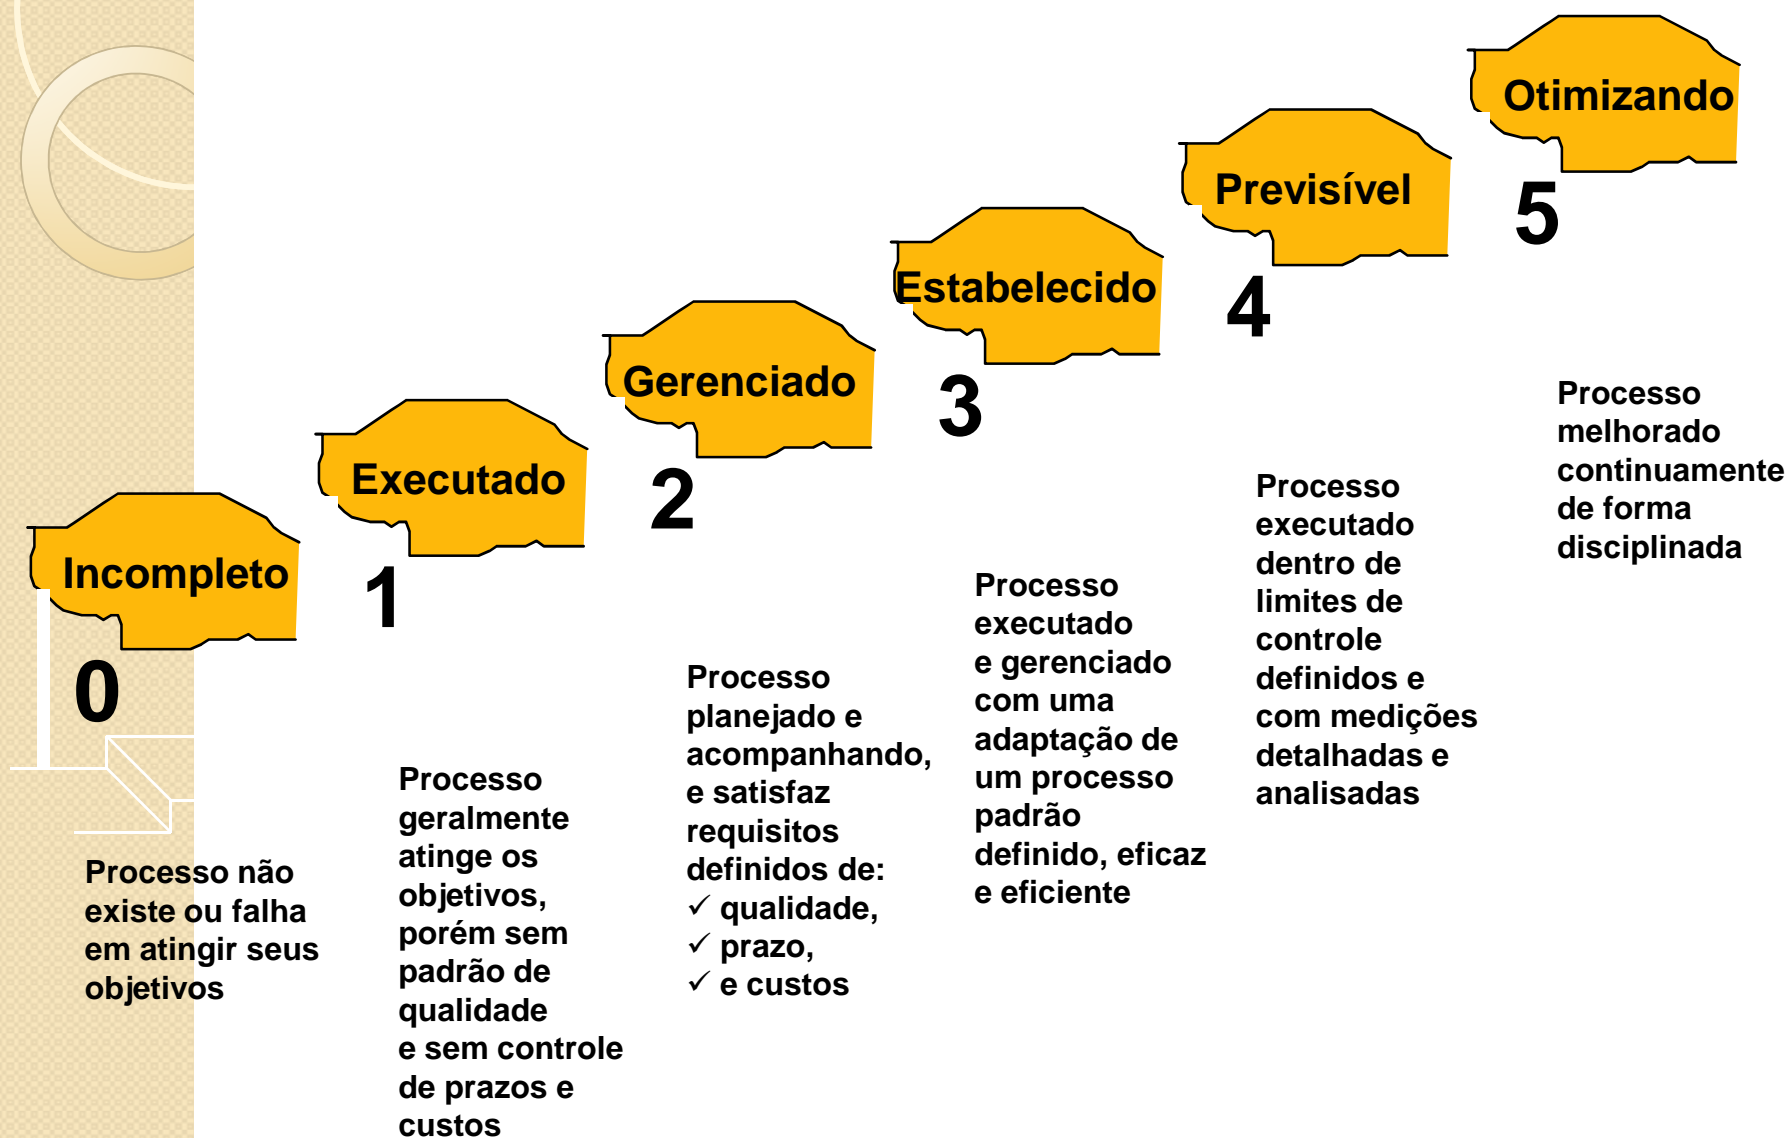 Incompleto
0
Processo não
existe ou falha
em atingir seus
objetivos
Executado
1
Processo
geralmente
atinge os
objetivos,
porém sem
padrão de
qualidade
e sem controle
de prazos e
custos
Gerenciado
2
Processo
planejado e
acompanhando,
e satisfaz
requisitos
definidos de:
✓ qualidade,
✓ prazo,
✓ e custos
Estabelecido
3
Processo
executado
e gerenciado
com uma
adaptação de
um processo
padrão
definido, eficaz
e eficiente
Previsível
4
Processo
executado
dentro de
limites de
controle
definidos e
com medições
detalhadas e
analisadas
Otimizando
5
Processo
melhorado
continuamente
de forma
disciplinada